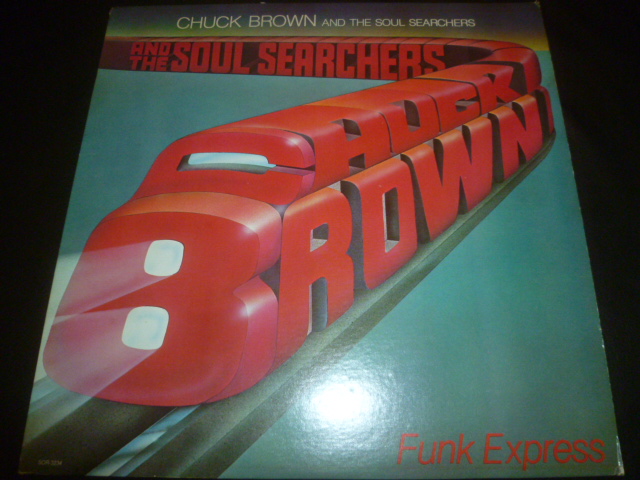 CHUCK BROWN AND THE SOUL SEARCHERS
AND THE SOUL SEARCHERS
CHUCK
BROWN
Funk Express